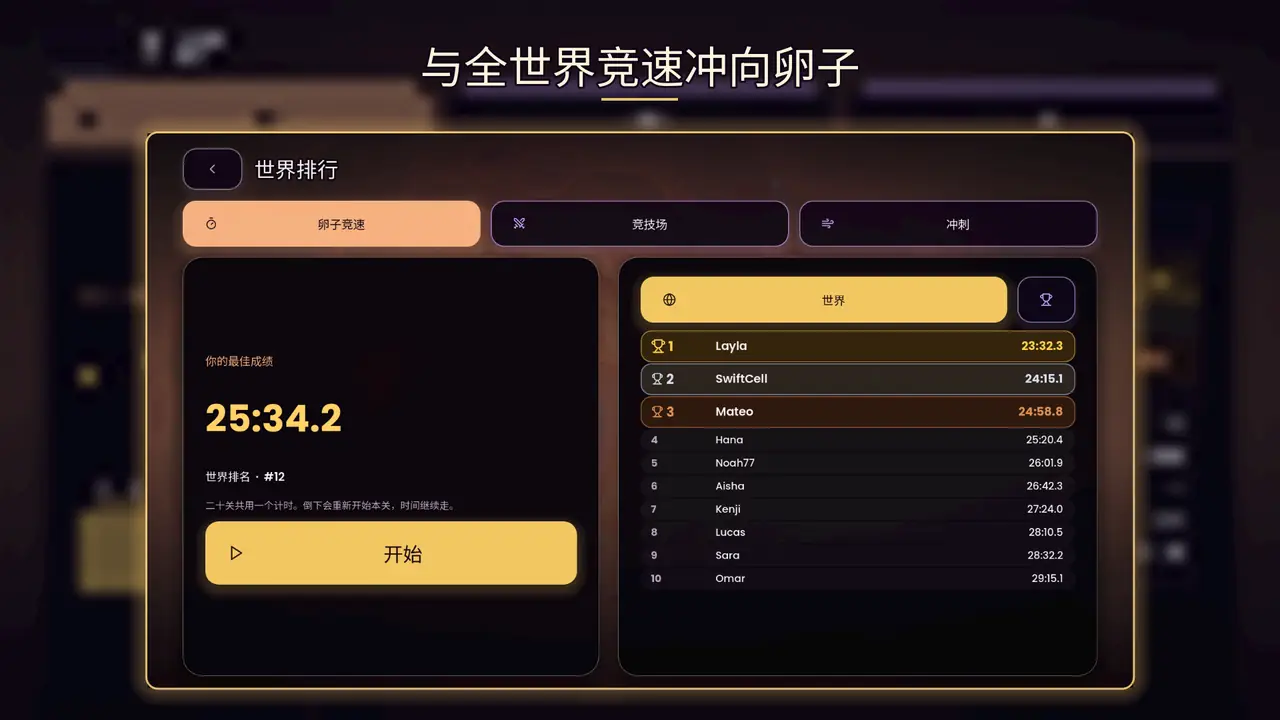 与全世界竞速冲向卵子
世界排行
卵子竞速
竞技场
冲刺
你的最佳成绩
25:34.2
世界排名 · #12
二十关共用一个计时。倒下会重新开始本关，时间继续走。
开始
世界
1 Layla 23:32.3
2 SwiftCell 24:15.1
3 Mateo 24:58.8
4 Hana 25:20.4
5 Noah77 26:01.9
6 Aisha 26:42.3
7 Kenji 27:24.0
8 Lucas 28:10.5
9 Sara 28:32.2
10 Omar 29:15.1